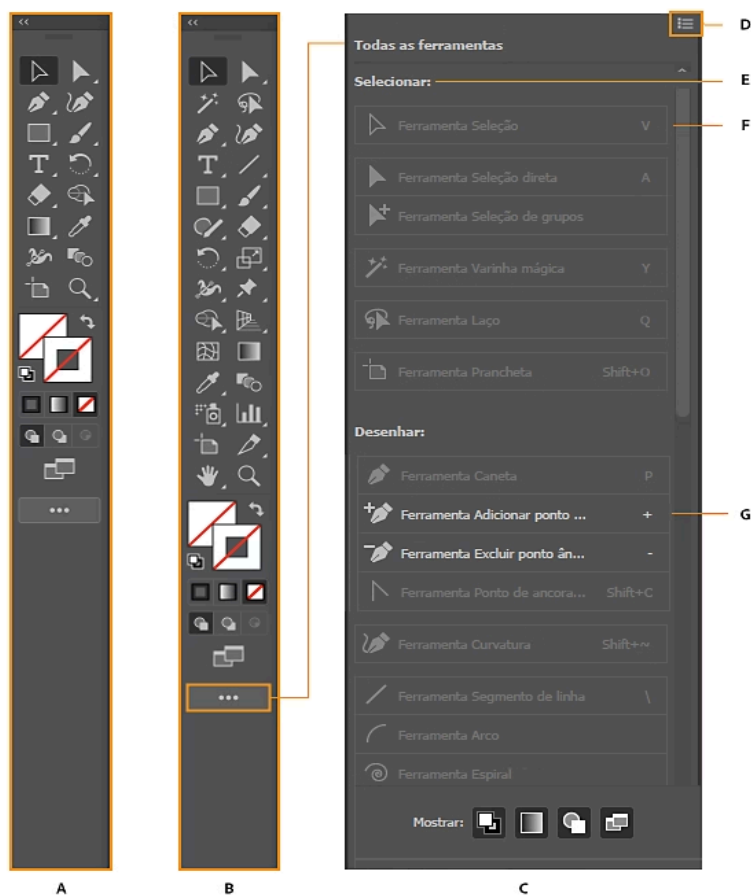 <<
<<
Todas as ferramentas
D
Selecionar:
E
Ferramenta Seleção V
F
Ferramenta Seleção direta A
Ferramenta Seleção de grupos
Ferramenta Varinha mágica Y
Ferramenta Laço Q
Ferramenta Prancheta Shift+O
Desenhar:
Ferramenta Caneta P
Ferramenta Adicionar ponto ... +
G
Ferramenta Excluir ponto ân... -
Ferramenta Ponto de ancora... Shift+C
Ferramenta Curvatura Shift+~
Ferramenta Segmento de linha \
Ferramenta Arco
Ferramenta Espiral
Mostrar:
A
B
C